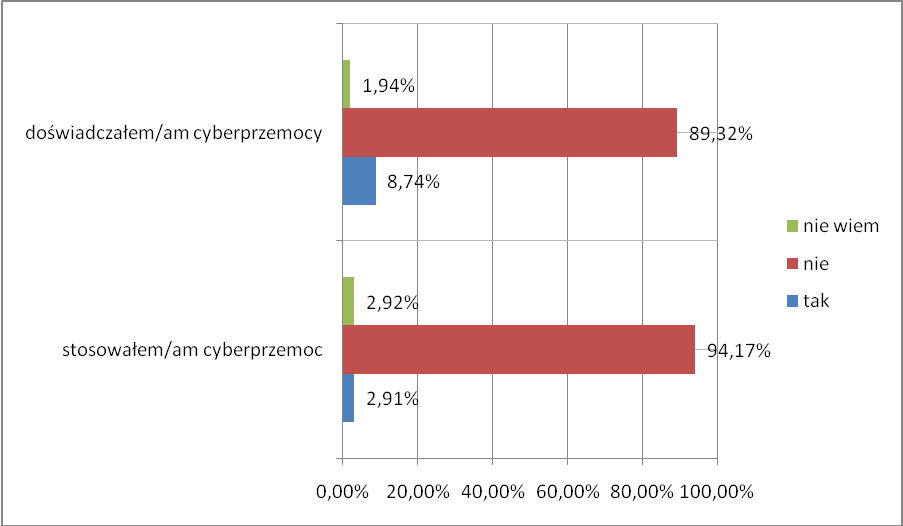 doświadczałem/am cyberprzemocy
1,94%
89,32%
8,74%
stosowałem/am cyberprzemoc
2,92%
94,17%
2,91%
0,00% 20,00% 40,00% 60,00% 80,00% 100,00%
nie wiem
nie
tak